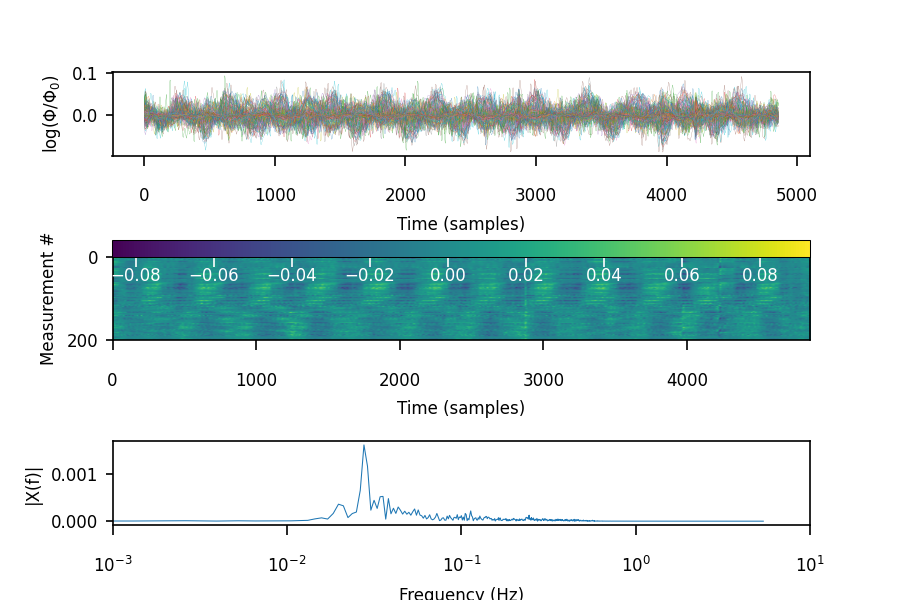 log(Φ/Φ₀)
0.1
0.0
0 1000 2000 3000 4000 5000
Time (samples)
Measurement #
−0.08 −0.06 −0.04 −0.02 0.00 0.02 0.04 0.06 0.08
0
200
0 1000 2000 3000 4000
Time (samples)
|X(f)|
0.001
0.000
10⁻³ 10⁻² 10⁻¹ 10⁰ 10¹
Frequency (Hz)